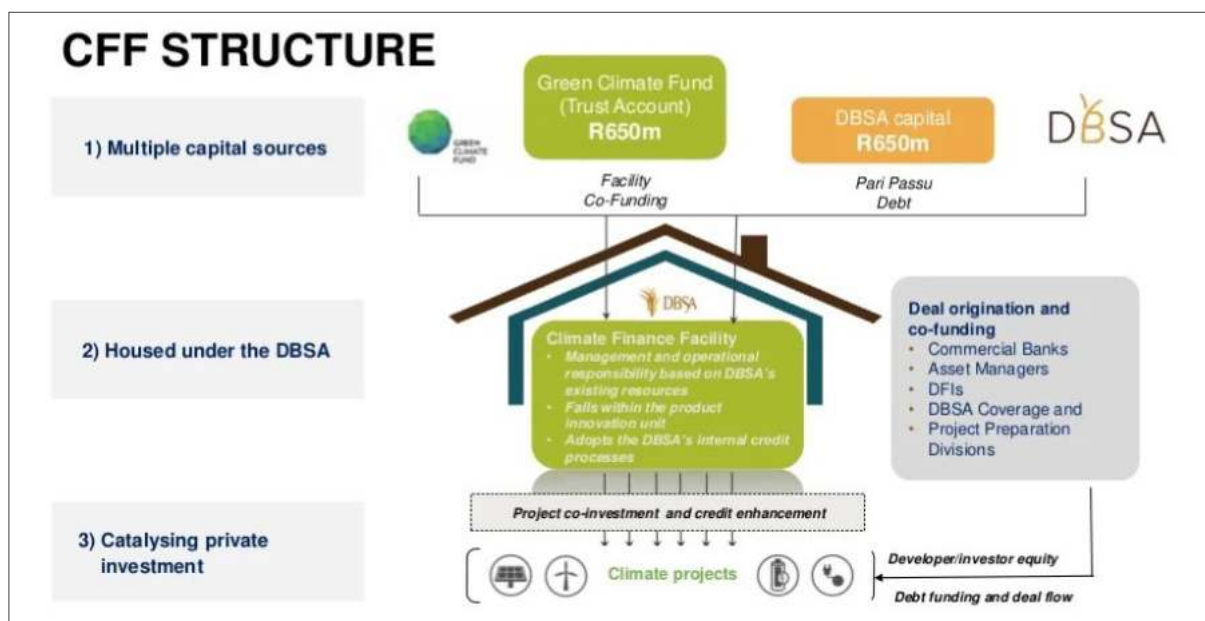 CFF STRUCTURE
1) Multiple capital sources
GREEN
CLIMATE
FUND
Green Climate Fund
(Trust Account)
R650m
DBSA capital
R650m
DBSA
Facility
Co-Funding
Pari Passu
Debt
2) Housed under the DBSA
DBSA
Climate Finance Facility
• Management and operational
responsibility based on DBSA's
existing resources
• Falls within the product
innovation unit
• Adopts the DBSA's internal credit
processes
Deal origination and
co-funding
• Commercial Banks
• Asset Managers
• DFIs
• DBSA Coverage and
• Project Preparation
Divisions
3) Catalysing private
investment
Project co-investment and credit enhancement
Climate projects
Developer/investor equity
Debt funding and deal flow